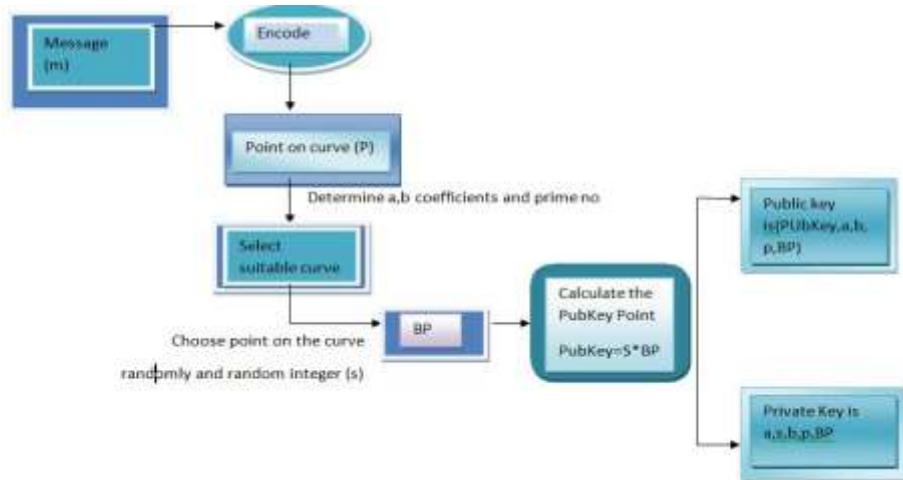 Message
(m)
Encode
Point on curve (P)
Determine a,b coefficients and prime no
Select
suitable curve
Choose point on the curve
randomly and random integer (s)
BP
Calculate the
PubKey Point
PubKey=S*BP
Public key
is(PUbKey,a,b,
p,BP)
Private Key is
a,s,b,p,BP